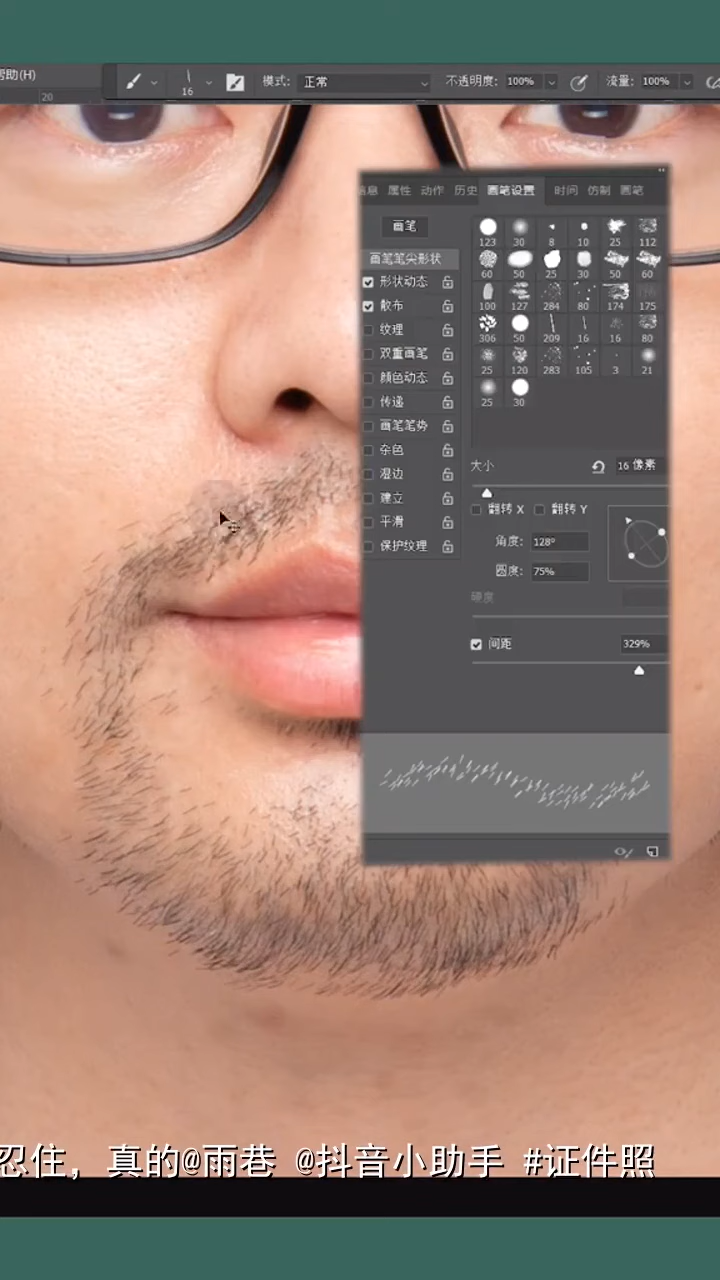 帮助(H)
16
模式: 正常
不透明度: 100%
流量: 100%
20
信息 属性 动作 历史 画笔设置 时间 仿制 画笔
画笔
画笔笔尖形状
形状动态
散布
纹理
双重画笔
颜色动态
传递
画笔笔势
杂色
湿边
建立
平滑
保护纹理
123 30 8 10 25 112
60 50 25 30 50 60
100 127 284 80 174 175
306 50 209 16 16 80
25 120 283 105 3 21
25 30
大小 16 像素
翻转 X 翻转 Y
角度: 128°
圆度: 75%
硬度
间距 329%
忍住，真的@雨巷 @抖音小助手 #证件照